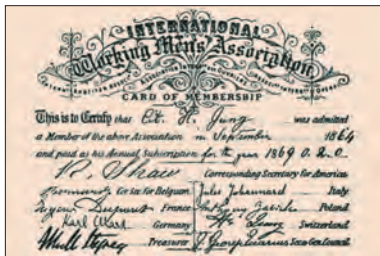 INTERNATIONAL
Working Men's Association
CARD OF MEMBERSHIP
This is to Certify that H. Jung was admitted
a Member of the above Association in September 1864
and paid as his Annual Subscription for the year 1869 0.2.0
R. Shaw Corresponding Secretary for America
Cor sec for Belgium Jules Johannard Italy
Eugène Dupont France Poland
Karl Marx Germany H. Jung Switzerland
Treasurer J. George Eccarius Sec Gen Council